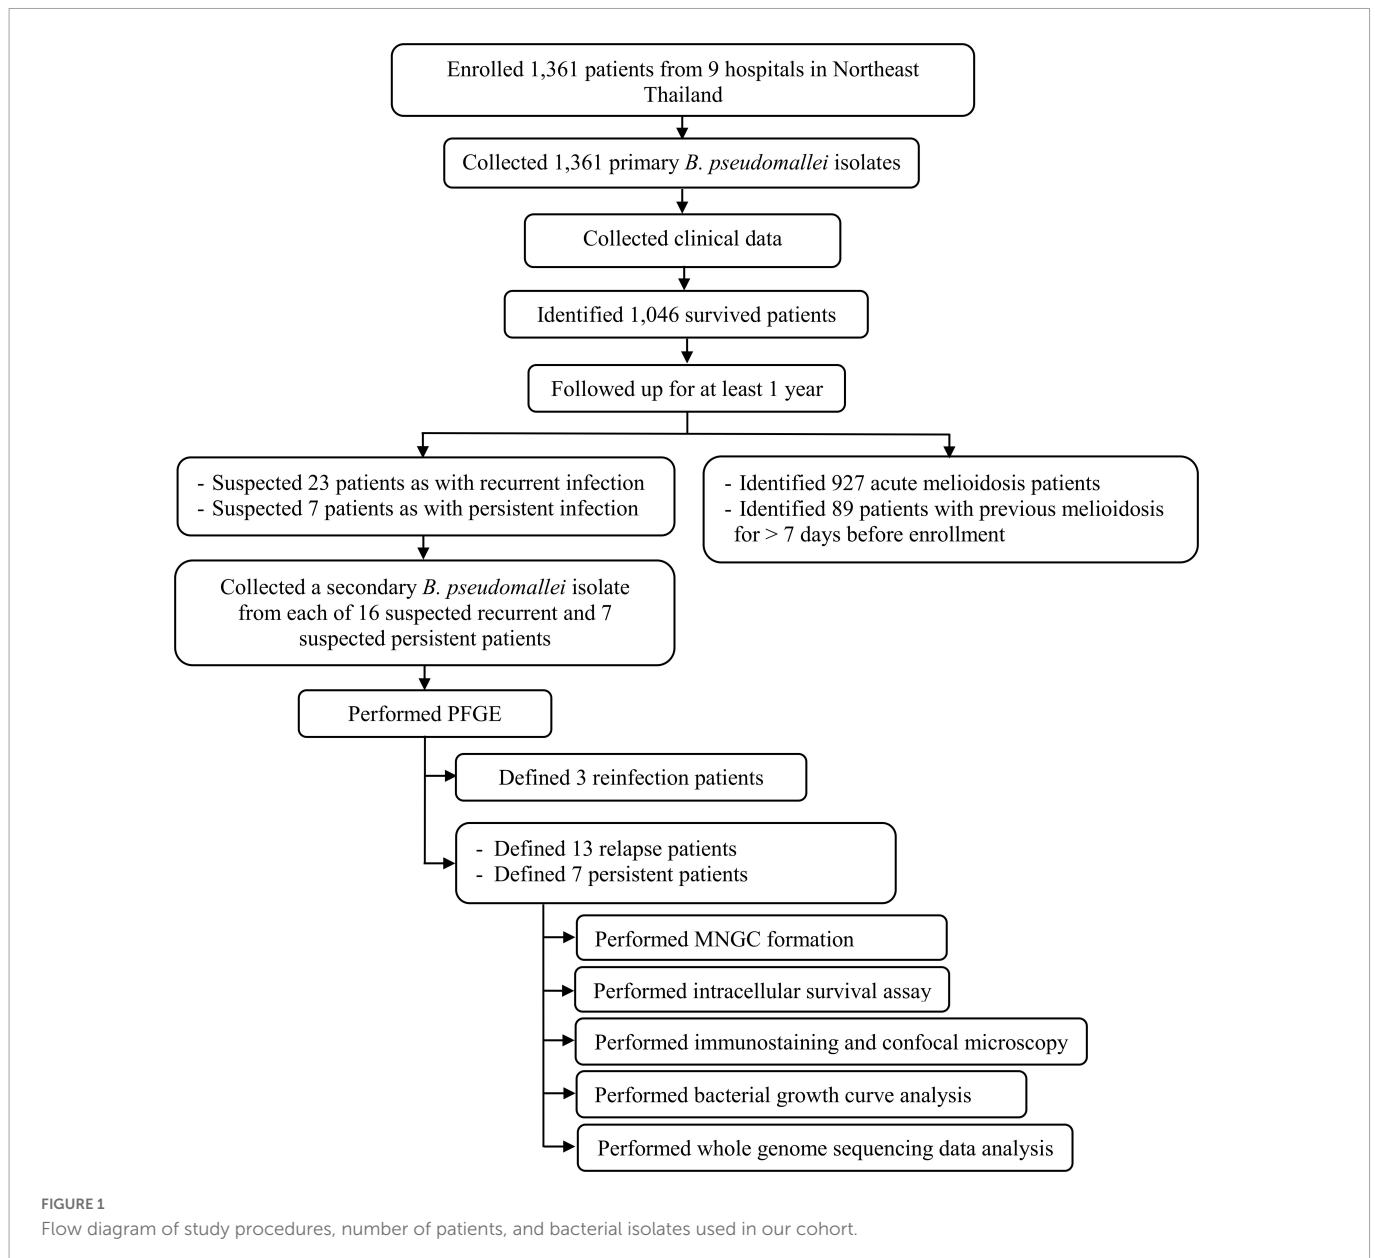 Enrolled 1,361 patients from 9 hospitals in Northeast
Thailand
Collected 1,361 primary B. pseudomallei isolates
Collected clinical data
Identified 1,046 survived patients
Followed up for at least 1 year
- Suspected 23 patients as with recurrent infection
- Suspected 7 patients as with persistent infection
- Identified 927 acute melioidosis patients
- Identified 89 patients with previous melioidosis
for > 7 days before enrollment
Collected a secondary B. pseudomallei isolate
from each of 16 suspected recurrent and 7
suspected persistent patients
Performed PFGE
Defined 3 reinfection patients
- Defined 13 relapse patients
- Defined 7 persistent patients
Performed MNGC formation
Performed intracellular survival assay
Performed immunostaining and confocal microscopy
Performed bacterial growth curve analysis
Performed whole genome sequencing data analysis
FIGURE 1
Flow diagram of study procedures, number of patients, and bacterial isolates used in our cohort.